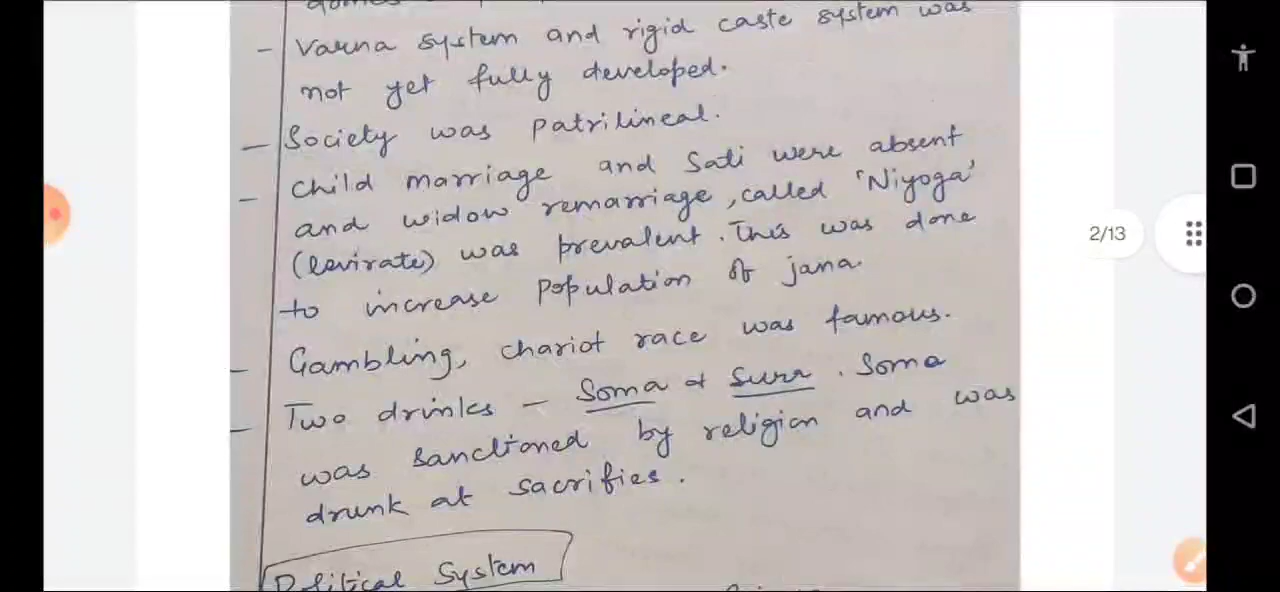 - Varna system and rigid caste system was
not yet fully developed.
- Society was patrilineal.
- Child marriage and Sati were absent
and widow remarriage, called 'Niyoga'
(levirate) was prevalent. This was done
to increase population of jana.
- Gambling, chariot race was famous.
- Two drinks - Soma & Sura. Soma
was sanctioned by religion and was
drunk at sacrifies.
Political System
2/13